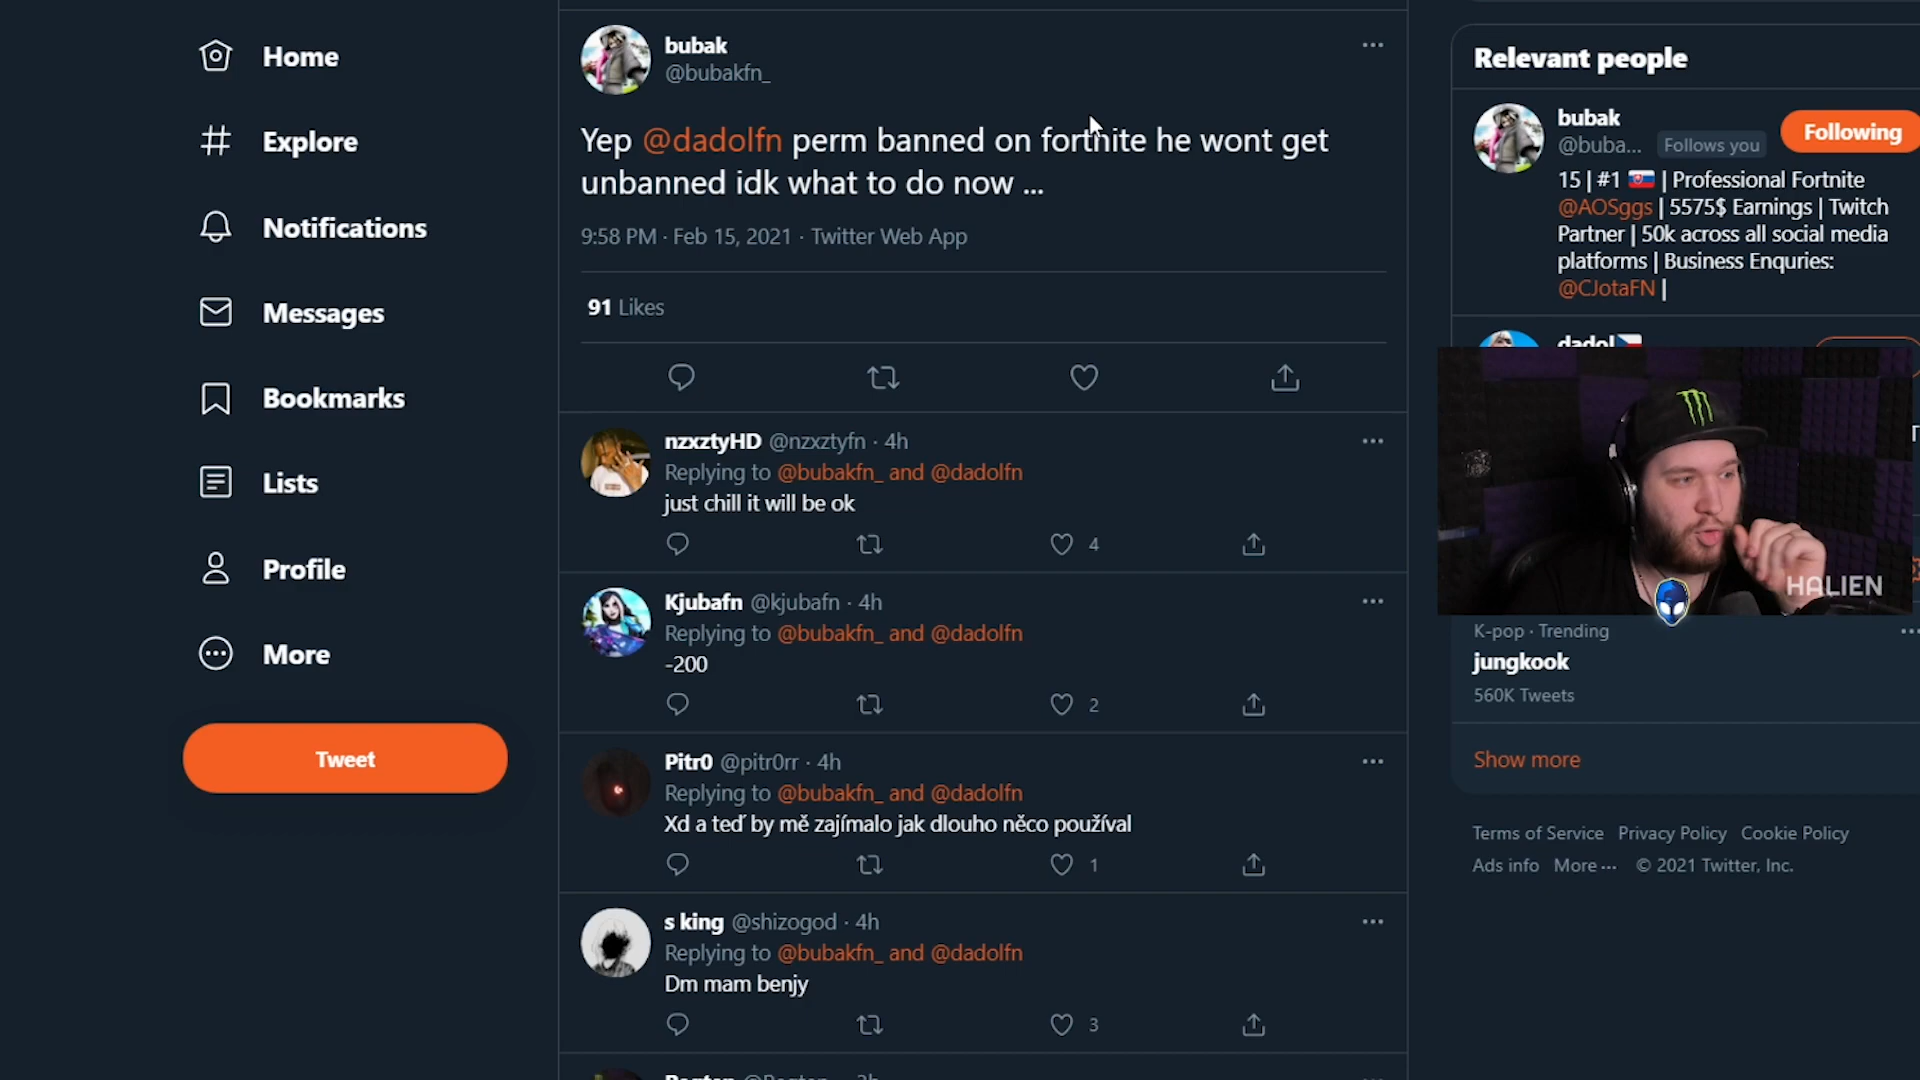 Home
Explore
Notifications
Messages
Bookmarks
Lists
Profile
More
Tweet
bubak
@bubakfn_
Yep @dadolfn perm banned on fortnite he wont get
unbanned idk what to do now ...
9:58 PM · Feb 15, 2021 · Twitter Web App
91 Likes
nzxztyHD @nzxztyfn · 4h
Replying to @bubakfn_ and @dadolfn
just chill it will be ok
4
Kjubafn @kjubafn · 4h
Replying to @bubakfn_ and @dadolfn
-200
2
Pitr0 @pitr0rr · 4h
Replying to @bubakfn_ and @dadolfn
Xd a teď by mě zajímalo jak dlouho něco používal
1
s king @shizogod · 4h
Replying to @bubakfn_ and @dadolfn
Dm mam benjy
3
Relevant people
bubak
@buba... Follows you
Following
15 | #1 🇸🇰 | Professional Fortnite
@AOSggs | 5575$ Earnings | Twitch
Partner | 50k across all social media
platforms | Business Enquries:
@CJotaFN |
dadol🇨🇿
HALIEN
K-pop · Trending
jungkook
560K Tweets
Show more
Terms of Service Privacy Policy Cookie Policy
Ads info More ··· © 2021 Twitter, Inc.